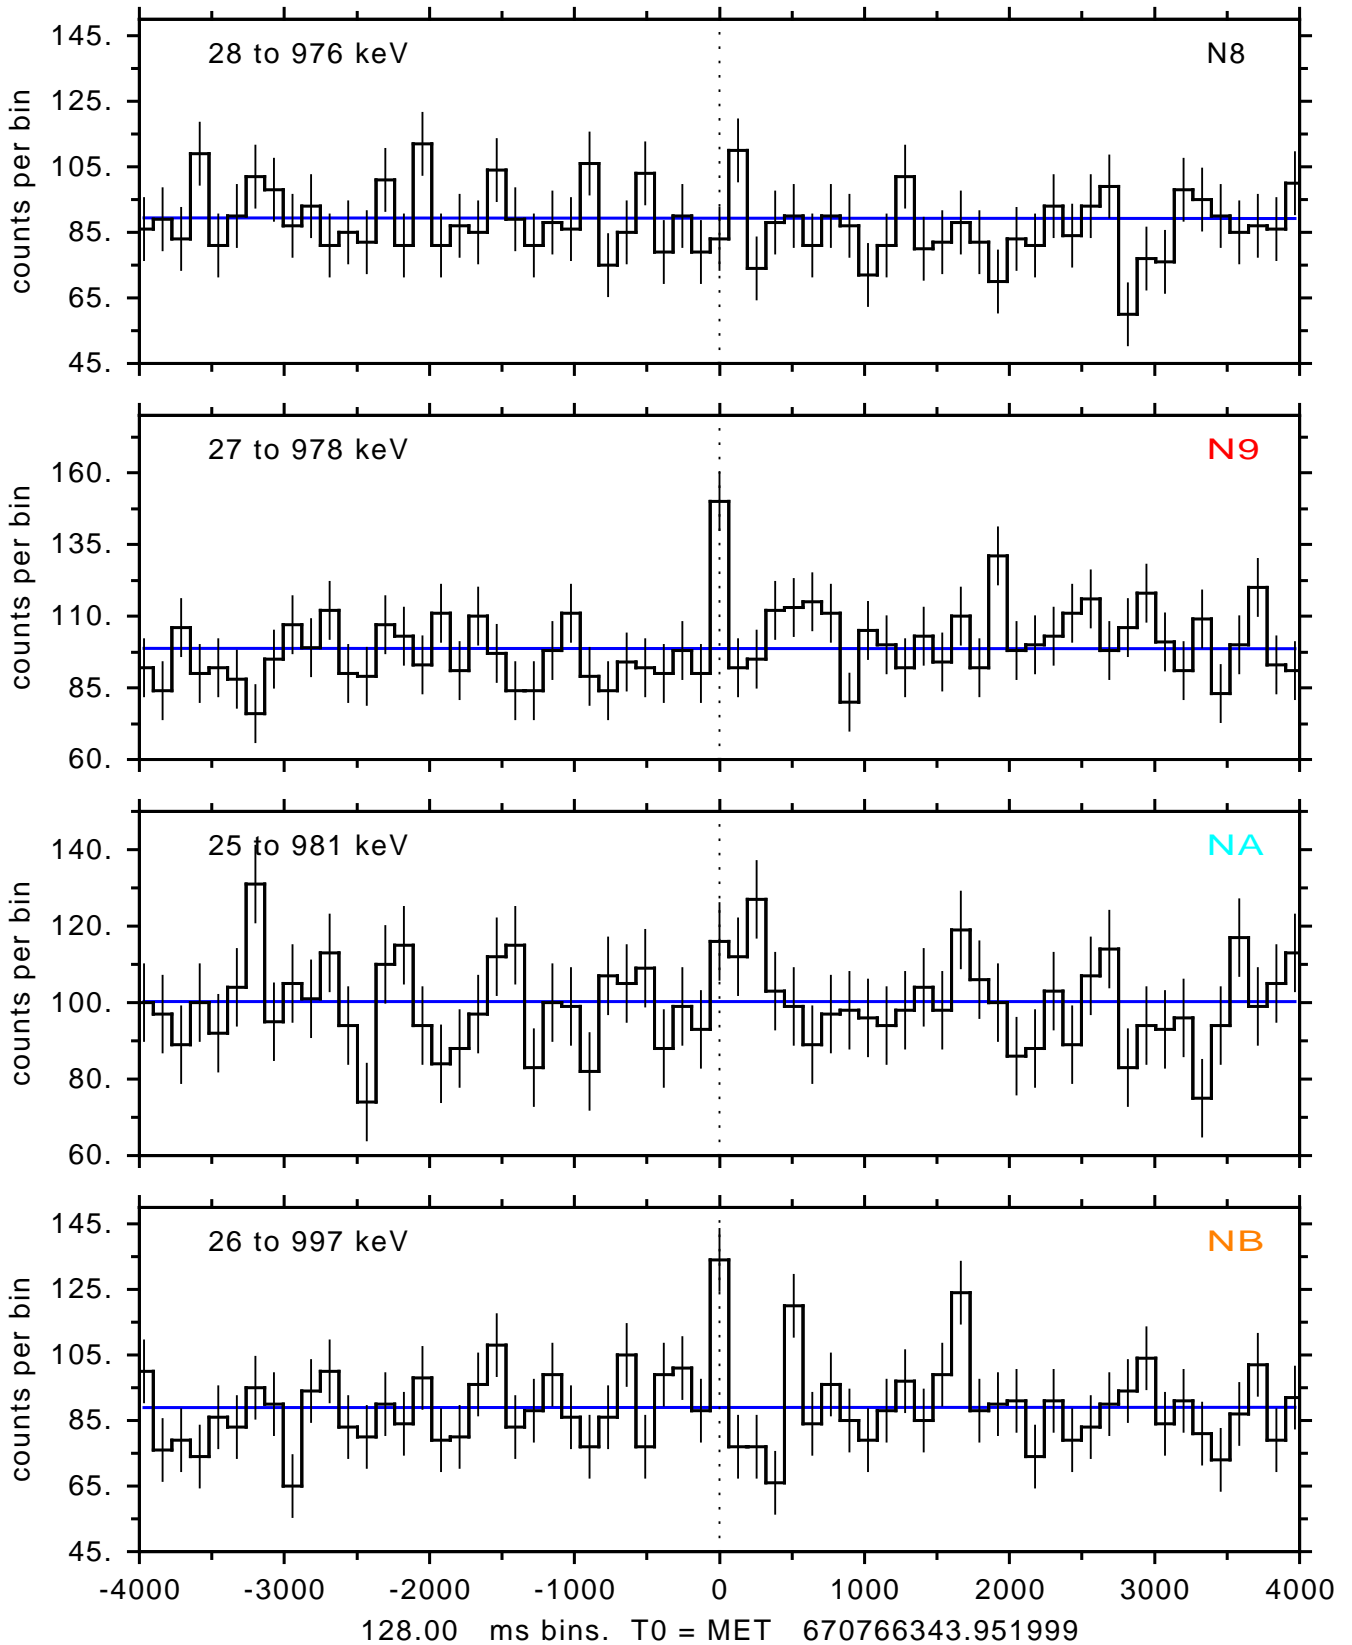 28 to 976 keV N8
145.
125.
105.
85.
65.
45.
counts per bin
27 to 978 keV N9
160.
135.
110.
85.
60.
counts per bin
25 to 981 keV NA
140.
120.
100.
80.
60.
counts per bin
26 to 997 keV NB
145.
125.
105.
85.
65.
45.
counts per bin
-4000 -3000 -2000 -1000 0 1000 2000 3000 4000
128.00 ms bins. T0 = MET 670766343.951999